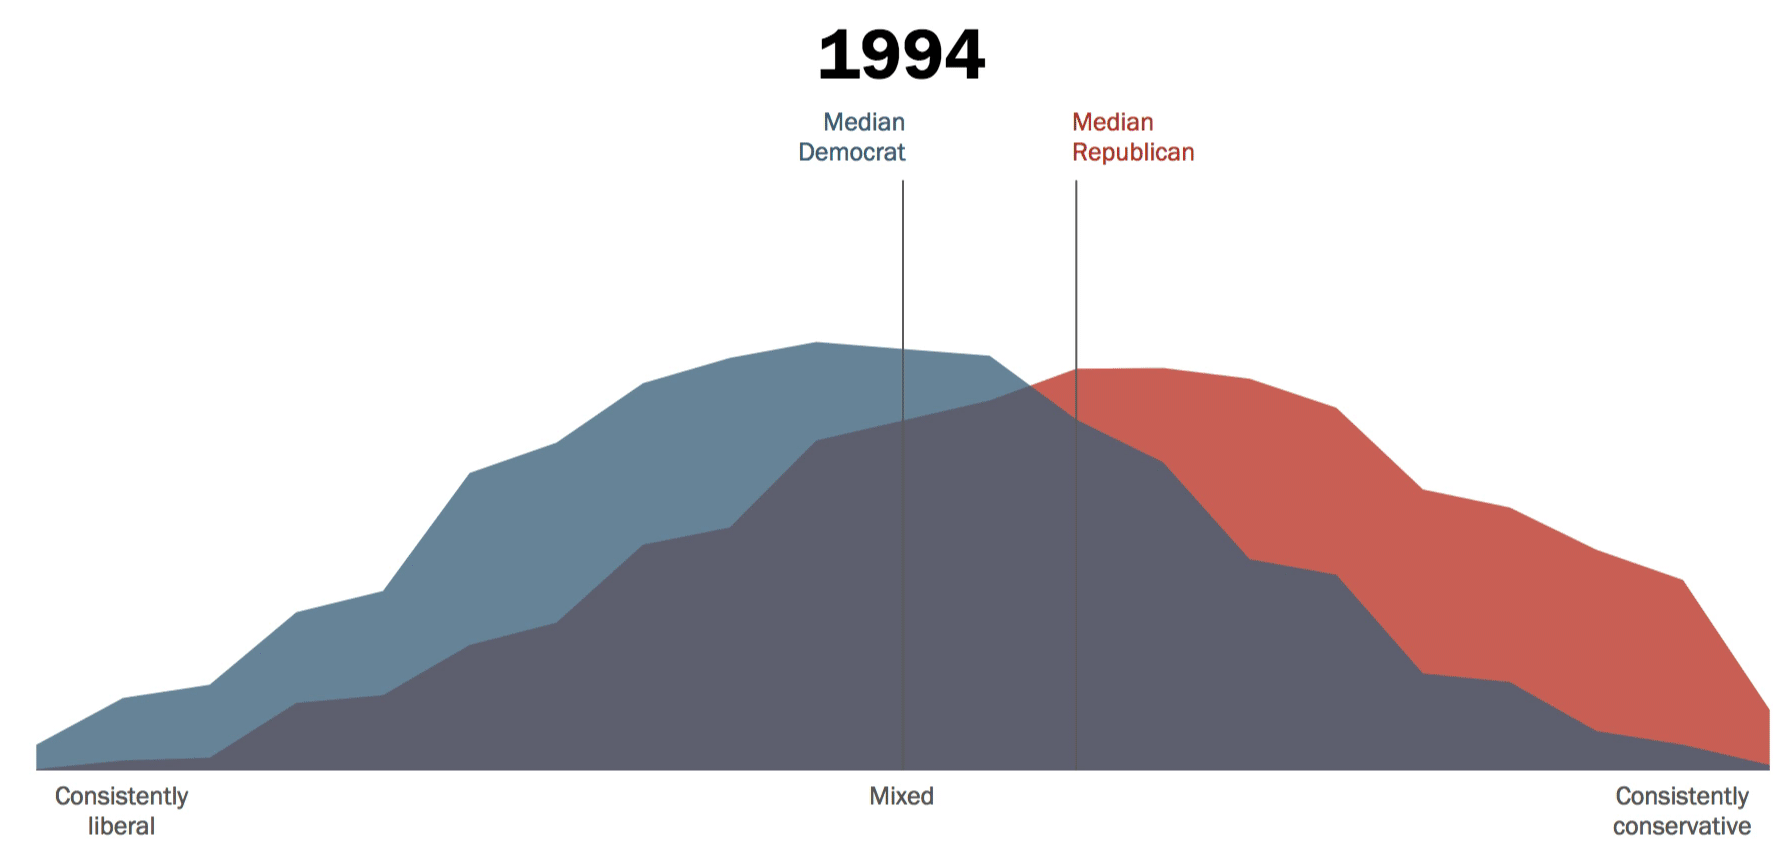 1994
Median
Democrat
Median
Republican
Consistently
liberal
Mixed
Consistently
conservative